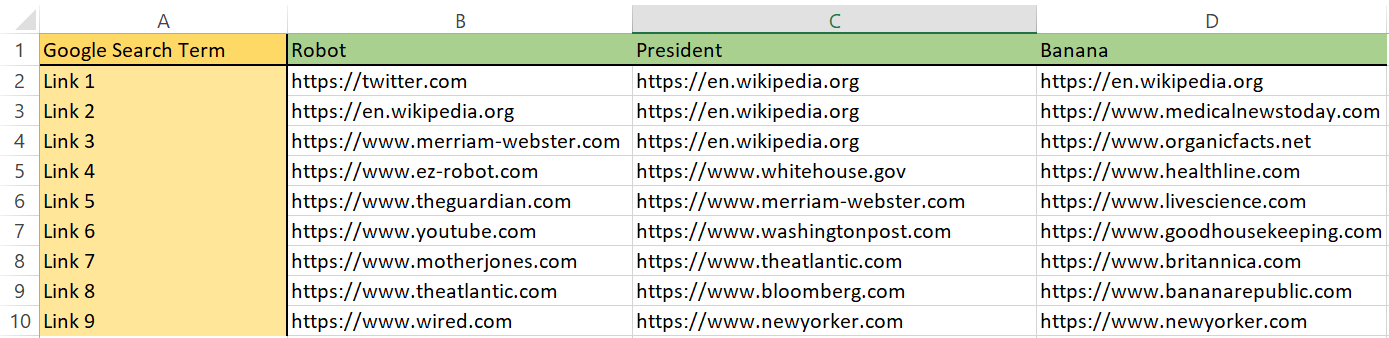 A B C D
1 Google Search Term Robot President Banana
2 Link 1 https://twitter.com https://en.wikipedia.org https://en.wikipedia.org
3 Link 2 https://en.wikipedia.org https://en.wikipedia.org https://www.medicalnewstoday.com
4 Link 3 https://www.merriam-webster.com https://en.wikipedia.org https://www.organicfacts.net
5 Link 4 https://www.ez-robot.com https://www.whitehouse.gov https://www.healthline.com
6 Link 5 https://www.theguardian.com https://www.merriam-webster.com https://www.livescience.com
7 Link 6 https://www.youtube.com https://www.washingtonpost.com https://www.goodhousekeeping.com
8 Link 7 https://www.motherjones.com https://www.theatlantic.com https://www.britannica.com
9 Link 8 https://www.theatlantic.com https://www.bloomberg.com https://www.bananarepublic.com
10 Link 9 https://www.wired.com https://www.newyorker.com https://www.newyorker.com